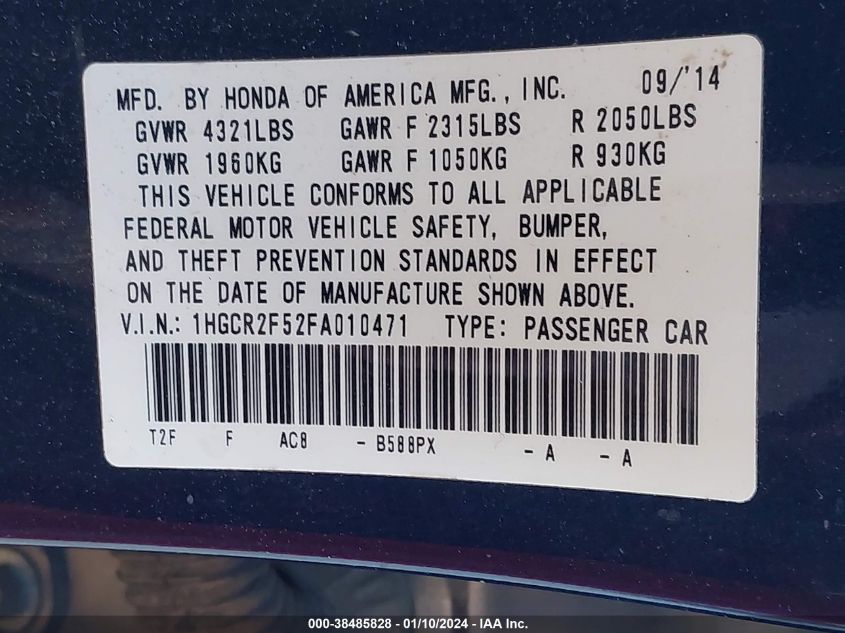 MFD. BY HONDA OF AMERICA MFG., INC. 09/'14
GVWR 4321LBS GAWR F 2315LBS R 2050LBS
GVWR 1960KG GAWR F 1050KG R 930KG
THIS VEHICLE CONFORMS TO ALL APPLICABLE
FEDERAL MOTOR VEHICLE SAFETY, BUMPER,
AND THEFT PREVENTION STANDARDS IN EFFECT
ON THE DATE OF MANUFACTURE SHOWN ABOVE.
V.I.N.: 1HGCR2F52FA010471 TYPE: PASSENGER CAR
T2F F AC8 - B588PX - A - A
000-38485828 - 01/10/2024 - IAA Inc.